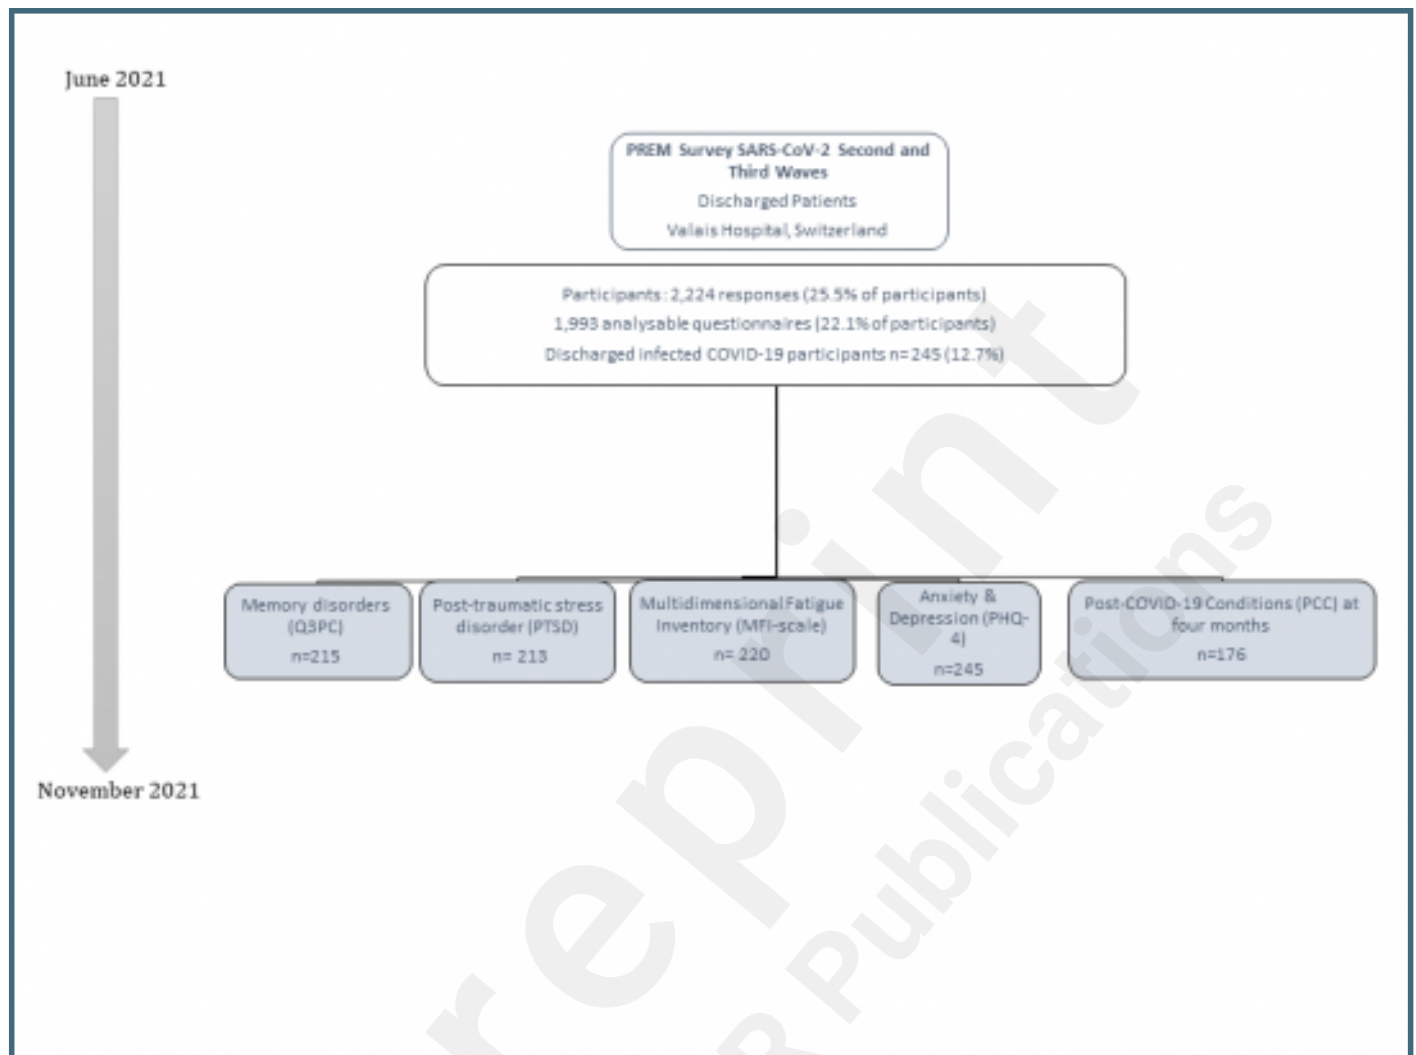 June 2021
PREM Survey SARS-CoV-2 Second and
Third Waves
Discharged Patients
Valais Hospital, Switzerland
Participants: 2,224 responses (25.5% of participants)
1,993 analysable questionnaires (22.1% of participants)
Discharged infected COVID-19 participants n=245 (12.7%)
Memory disorders
(Q3PC)
n=215
Post-traumatic stress
disorder (PTSD)
n= 213
Multidimensional Fatigue
Inventory (MFI-scale)
n= 220
Anxiety &
Depression (PHQ-
4)
n=245
Post-COVID-19 Conditions (PCC) at
four months
n=176
November 2021
reprint
R Publications